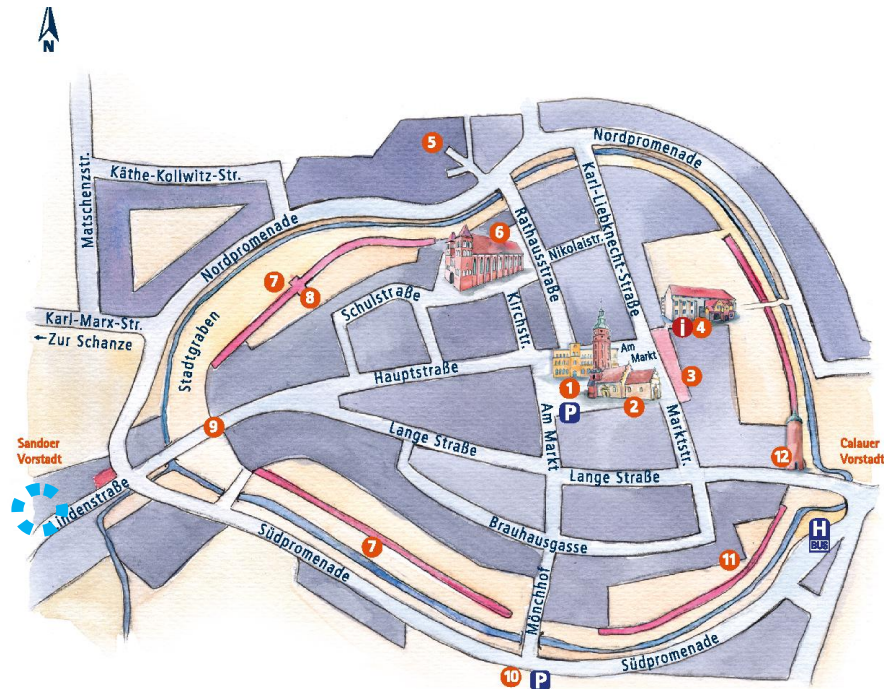 N
Nordpromenade
5
Matschenzstr.
Käthe-Kollwitz-Str.
Karl-Liebknecht-Straße
Rathausstraße
6
Nikolaistr.
Nordpromenade
7
8
Schulstraße
Kirchstr.
i
4
Karl-Marx-Str.
←Zur Schanze
Stadtgraben
Am
Markt
Hauptstraße
1
3
2
P
9
Am Markt
Marktstr.
Sandoer
Vorstadt
Lange Straße
Calauer
Vorstadt
12
Lange Straße
indenstraße
Brauhausgasse
H
BUS
Südpromenade
7
11
Mönchhof
Südpromenade
10
P